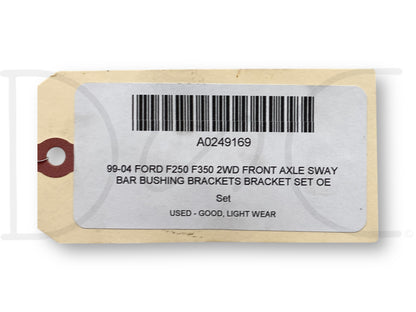 A0249169
99-04 FORD F250 F350 2WD FRONT AXLE SWAY
BAR BUSHING BRACKETS BRACKET SET OE
Set
USED - GOOD, LIGHT WEAR